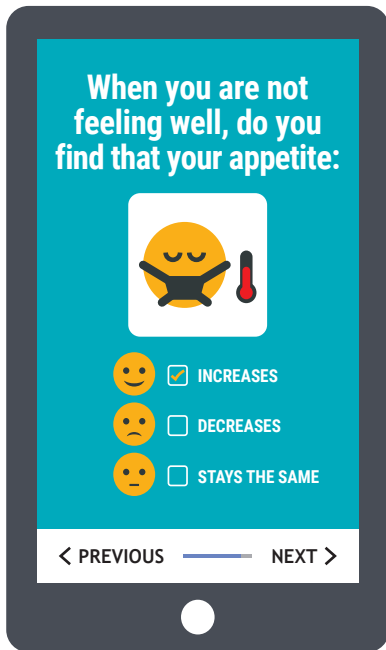 When you are not
feeling well, do you
find that your appetite:
INCREASES
DECREASES
STAYS THE SAME
PREVIOUS NEXT